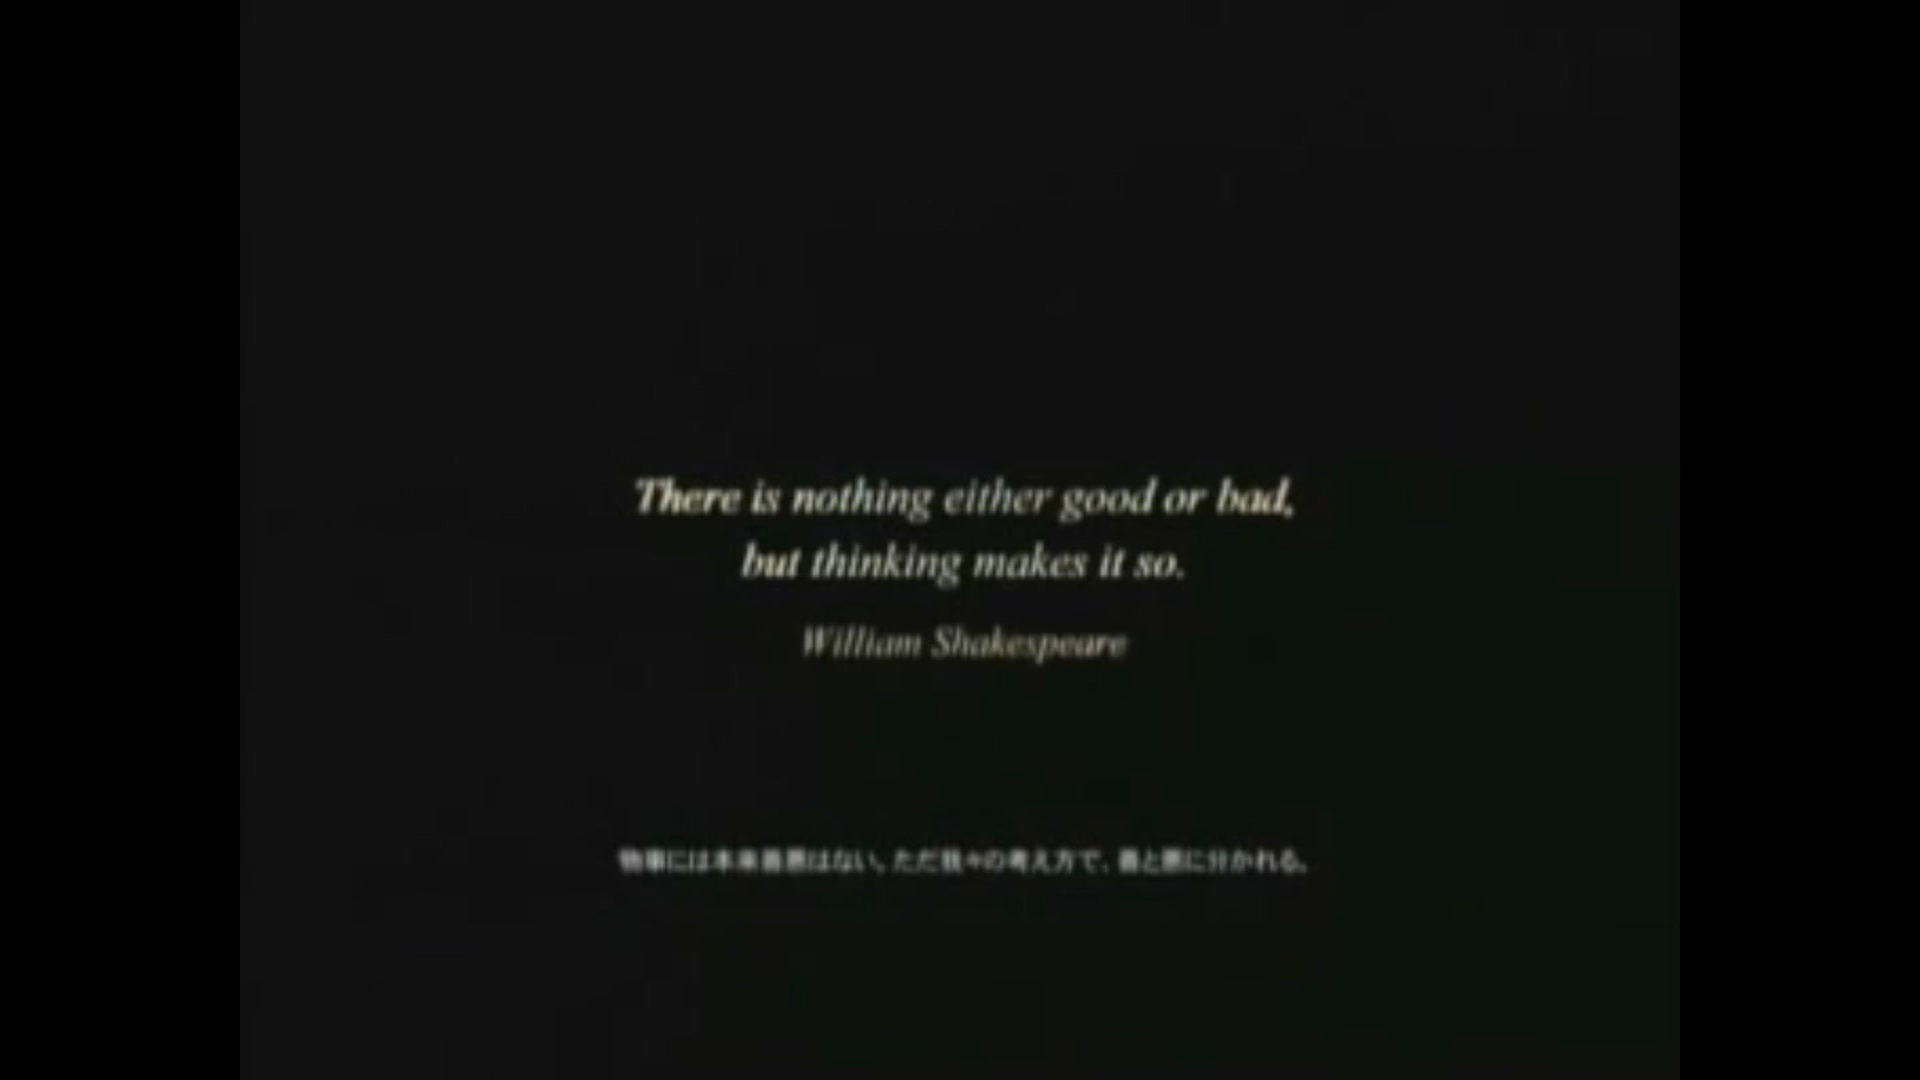 There is nothing either good or bad,
but thinking makes it so.
William Shakespeare
物事には本来善悪はない。ただ我々の考え方で、善と悪に分かれる。